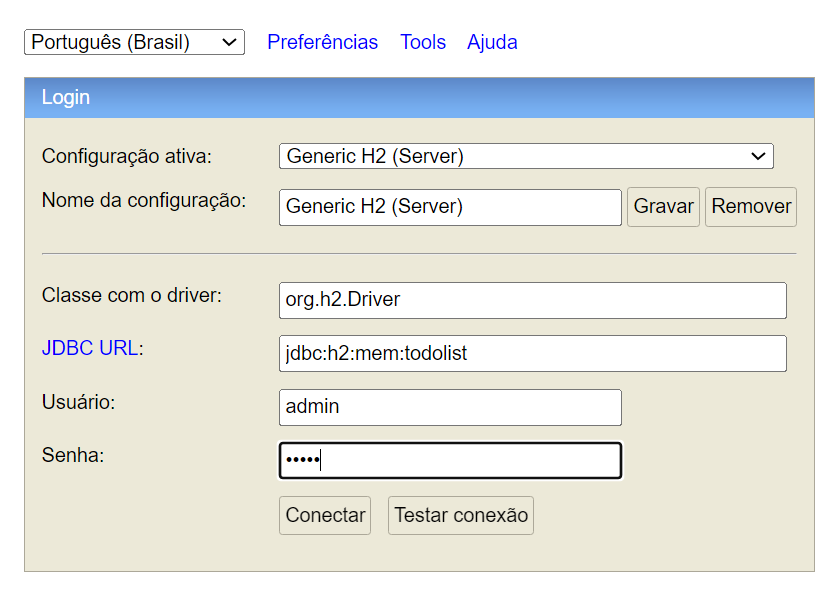 Português (Brasil) Preferências Tools Ajuda
Login
Configuração ativa: Generic H2 (Server)
Nome da configuração: Generic H2 (Server) Gravar Remover
Classe com o driver: org.h2.Driver
JDBC URL: jdbc:h2:mem:todolist
Usuário: admin
Senha: •••••
Conectar Testar conexão